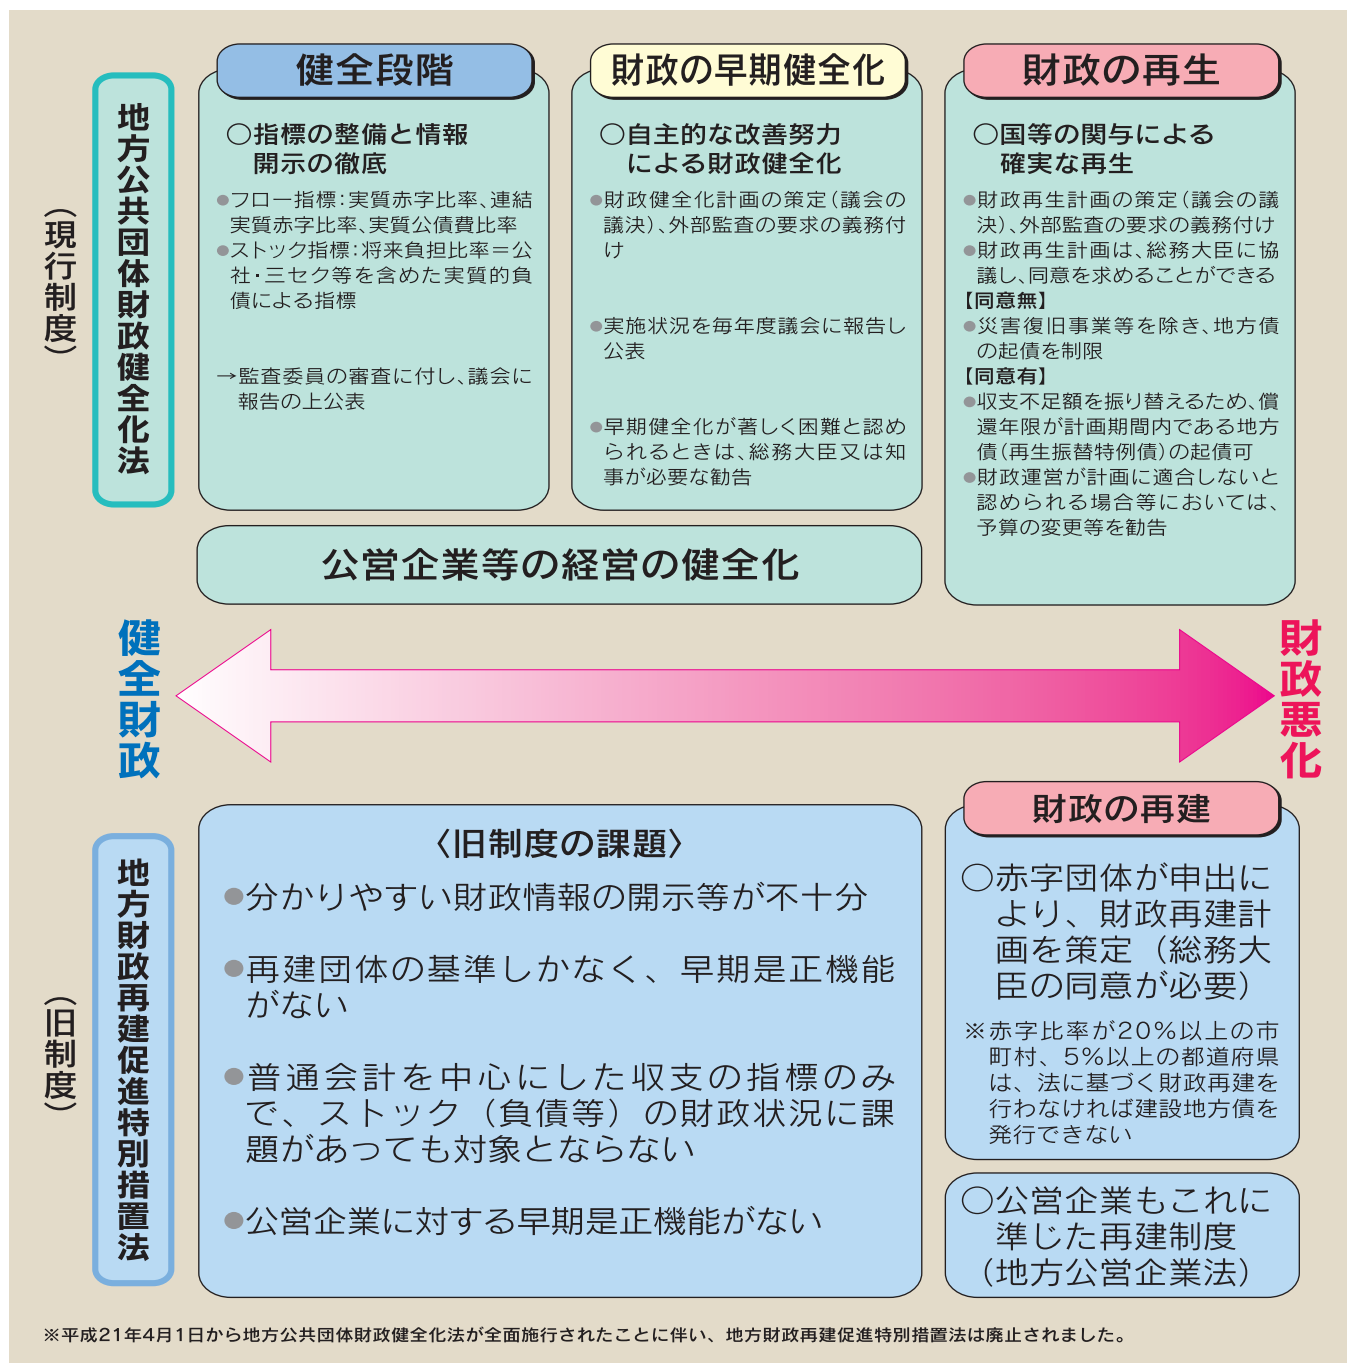 地方公共団体財政健全化法
（現行制度）
健全段階
○指標の整備と情報
開示の徹底
●フロー指標：実質赤字比率、連結
実質赤字比率、実質公債費比率
●ストック指標：将来負担比率＝公
社・三セク等を含めた実質的負
債による指標
→監査委員の審査に付し、議会に
報告の上公表
財政の早期健全化
○自主的な改善努力
による財政健全化
●財政健全化計画の策定（議会の
議決）、外部監査の要求の義務付
け
●実施状況を毎年度議会に報告し
公表
●早期健全化が著しく困難と認め
られるときは、総務大臣又は知
事が必要な勧告
財政の再生
○国等の関与による
確実な再生
●財政再生計画の策定（議会の議
決）、外部監査の要求の義務付け
●財政再生計画は、総務大臣に協
議し、同意を求めることができる
【同意無】
●災害復旧事業等を除き、地方債
の起債を制限
【同意有】
●収支不足額を振り替えるため、償
還年限が計画期間内である地方
債（再生振替特例債）の起債可
●財政運営が計画に適合しないと
認められる場合等においては、
予算の変更等を勧告
公営企業等の経営の健全化
健全財政
財政悪化
地方財政再建促進特別措置法
（旧制度）
〈旧制度の課題〉
●分かりやすい財政情報の開示等が不十分
●再建団体の基準しかなく、早期是正機能
がない
●普通会計を中心にした収支の指標のみ
で、ストック（負債等）の財政状況に課
題があっても対象とならない
●公営企業に対する早期是正機能がない
財政の再建
○赤字団体が申出に
より、財政再建計
画を策定（総務大
臣の同意が必要）
※赤字比率が20％以上の市
町村、5％以上の都道府県
は、法に基づく財政再建を
行わなければ建設地方債を
発行できない
○公営企業もこれに
準じた再建制度
（地方公営企業法）
※平成21年4月1日から地方公共団体財政健全化法が全面施行されたことに伴い、地方財政再建促進特別措置法は廃止されました。